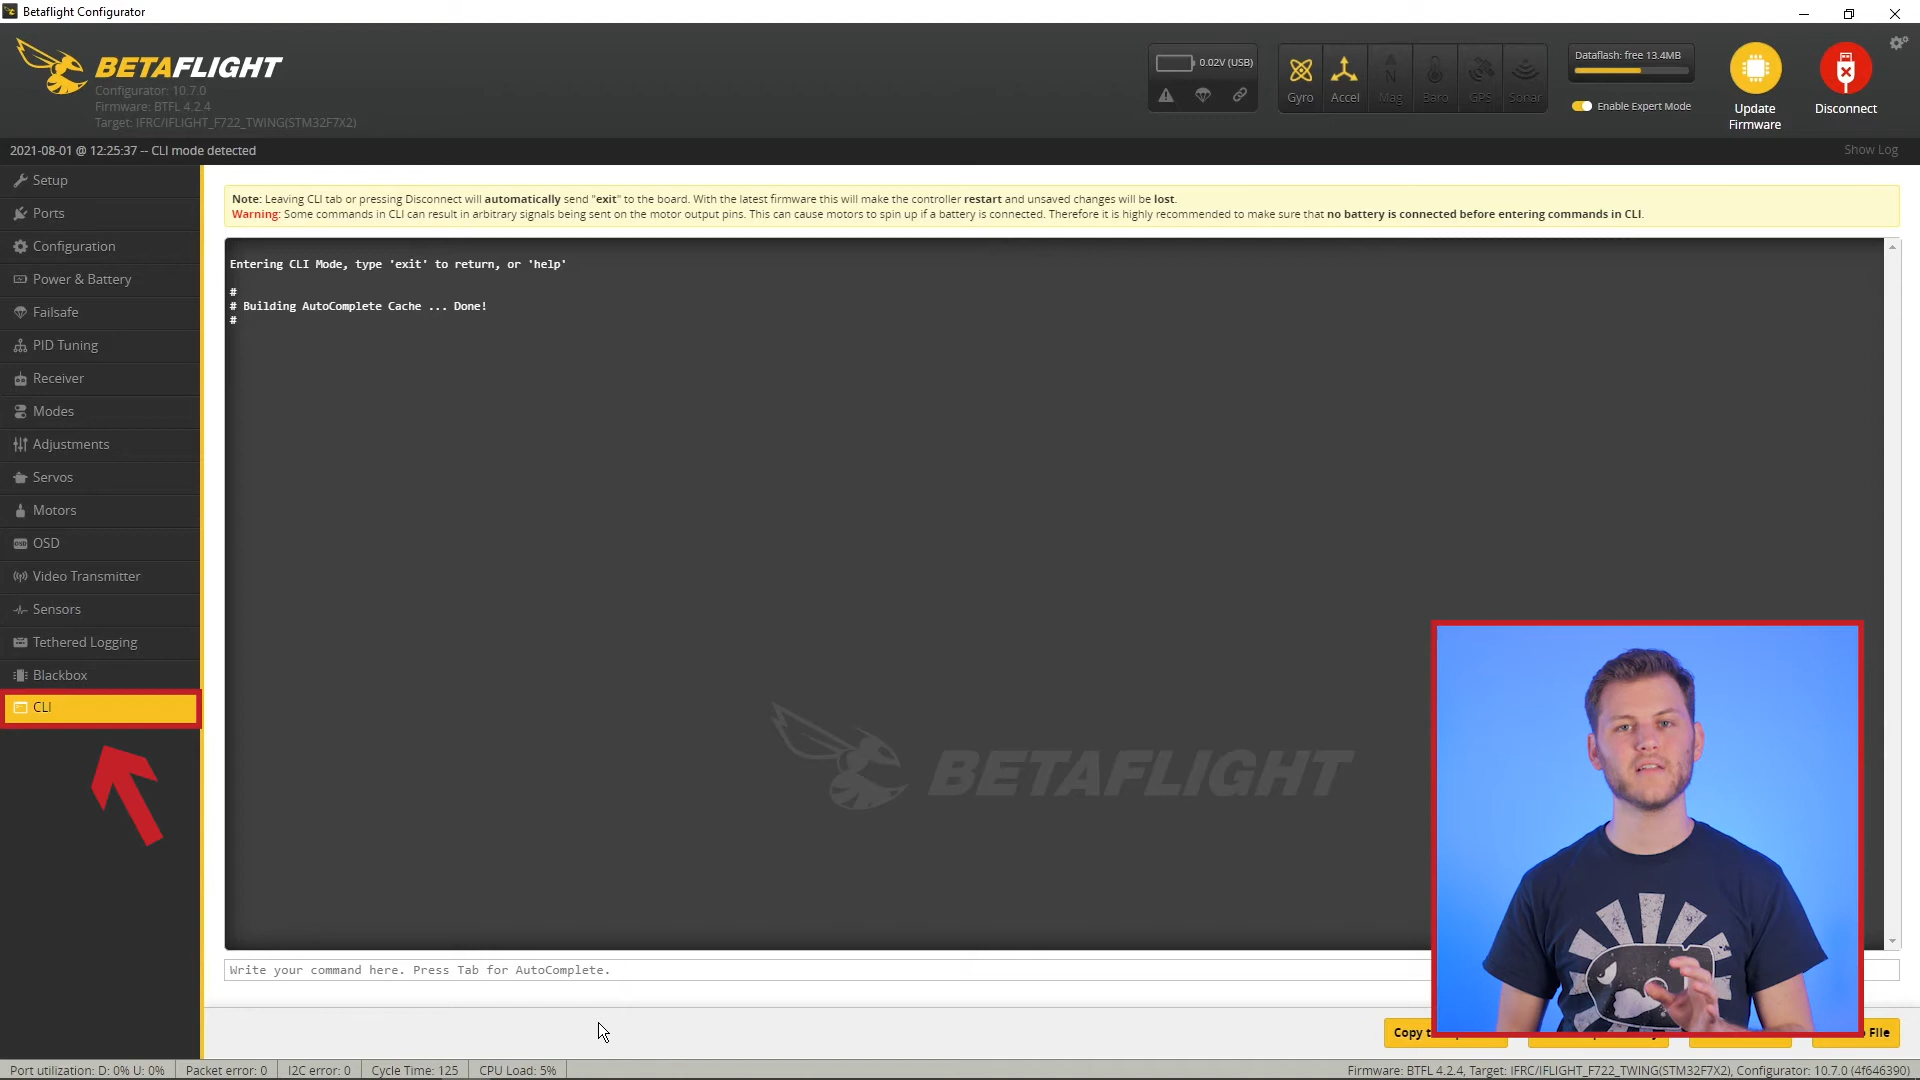 Betaflight Configurator
BETAFLIGHT
Configurator: 10.7.0
Firmware: BTFL 4.2.4
Target: IFRC/IFLIGHT_F722_TWING(STM32F7X2)
0.02V (USB)
Gyro
Accel
Mag
Baro
GPS
Sonar
Dataflash: free 13.4MB
Enable Expert Mode
Update
Firmware
Disconnect
2021-08-01 @ 12:25:37 -- CLI mode detected
Show Log
Setup
Ports
Configuration
Power & Battery
Failsafe
PID Tuning
Receiver
Modes
Adjustments
Servos
Motors
OSD
Video Transmitter
Sensors
Tethered Logging
Blackbox
CLI
Note: Leaving CLI tab or pressing Disconnect will automatically send "exit" to the board. With the latest firmware this will make the controller restart and unsaved changes will be lost.
Warning: Some commands in CLI can result in arbitrary signals being sent on the motor output pins. This can cause motors to spin up if a battery is connected. Therefore it is highly recommended to make sure that no battery is connected before entering commands in CLI.
Entering CLI Mode, type 'exit' to return, or 'help'
#
# Building AutoComplete Cache ... Done!
#
BETAFLIGHT
Write your command here. Press Tab for AutoComplete.
Copy
File
Port utilization: D: 0% U: 0%
Packet error: 0
I2C error: 0
Cycle Time: 125
CPU Load: 5%
Firmware: BTFL 4.2.4, Target: IFRC/IFLIGHT_F722_TWING(STM32F7X2), Configurator: 10.7.0 (4f646390)